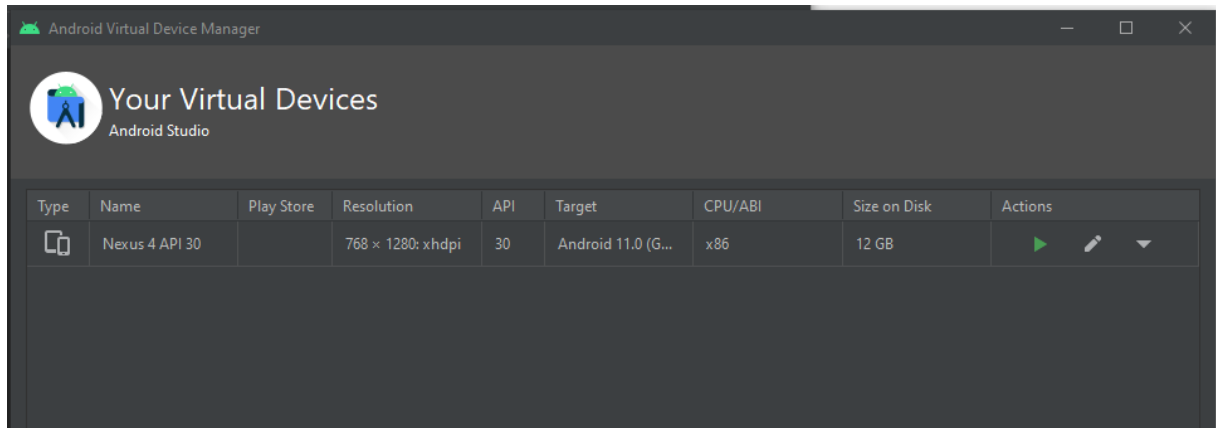 Android Virtual Device Manager
Your Virtual Devices
Android Studio
Type Name Play Store Resolution API Target CPU/ABI Size on Disk Actions
Nexus 4 API 30 768 × 1280: xhdpi 30 Android 11.0 (G... x86 12 GB